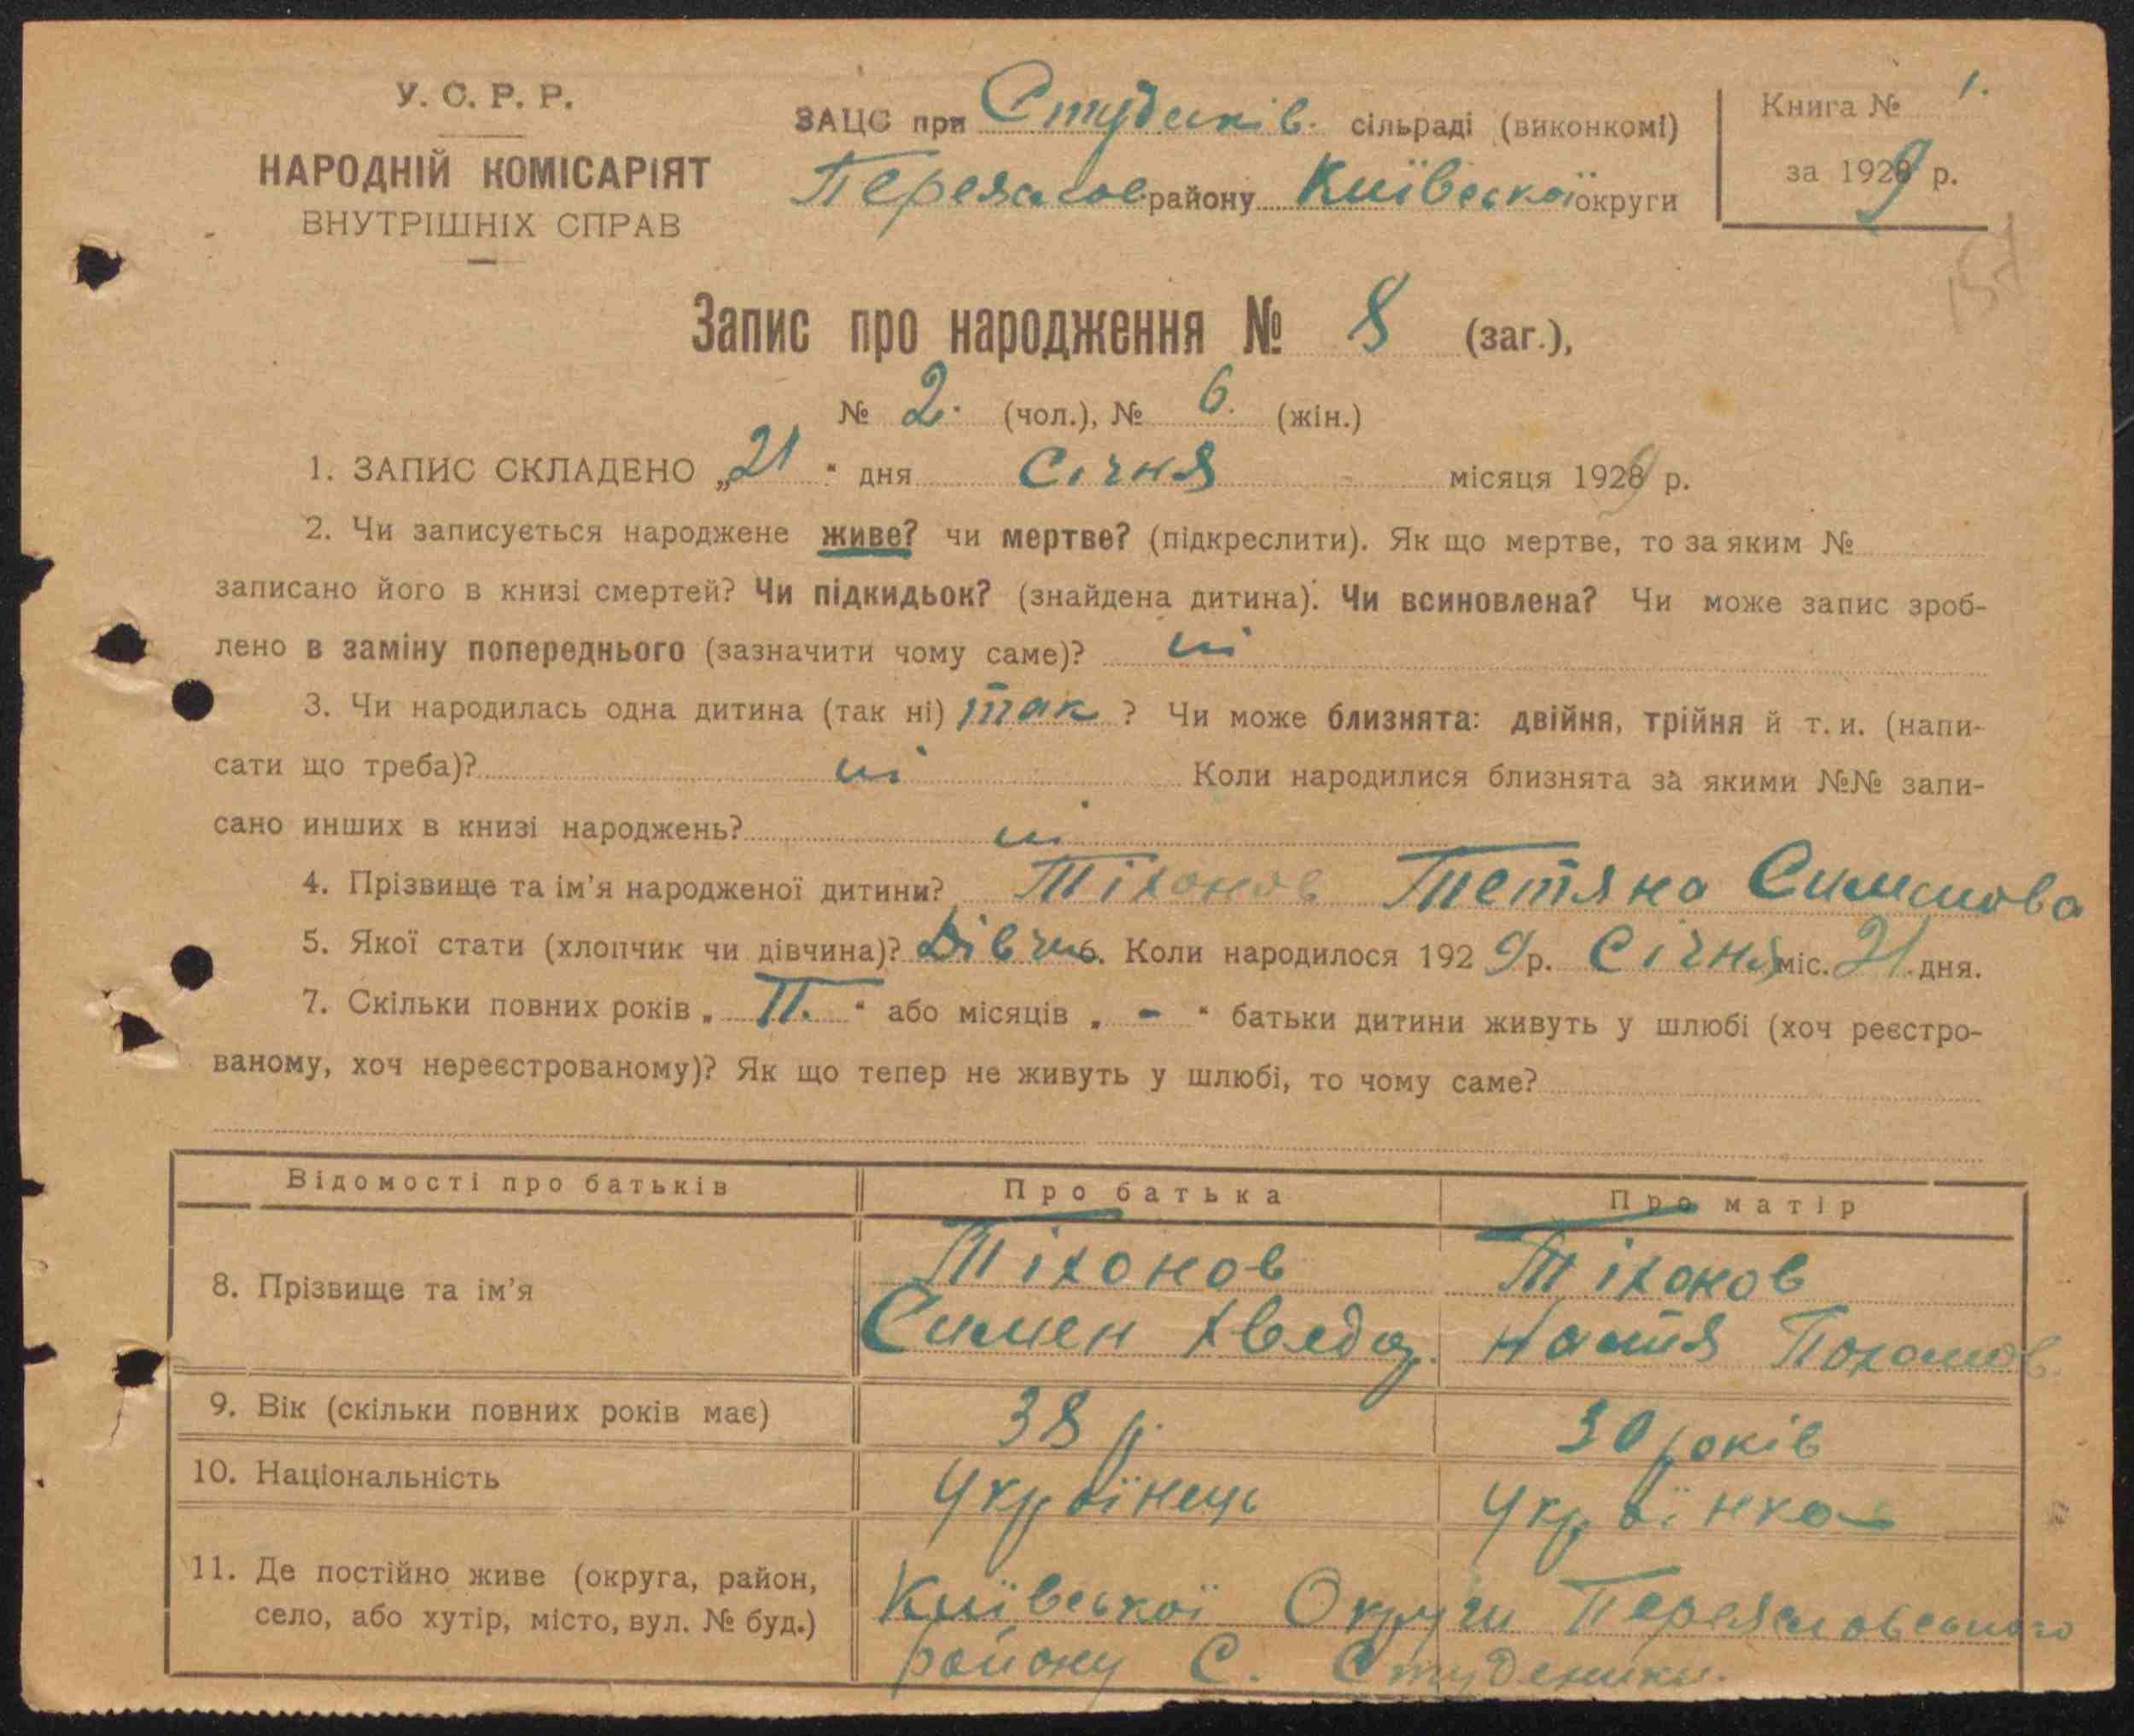 У. С. Р. Р.
НАРОДНІЙ КОМІСАРІЯТ
ВНУТРІШНІХ СПРАВ
ЗАЦС при Студеників. сільраді (виконкомі)
Переяслов. району Київської округи
Книга № 1.
за 1929 р.
Запис про народження № 8 (заг.),
№ 2. (чол.), № 6. (жін.)
1. ЗАПИС СКЛАДЕНО „21“ дня Січня місяця 1929 р.
2. Чи записується народжене живе? чи мертве? (підкреслити). Як що мертве, то за яким №
записано його в книзі смертей? Чи підкидьок? (знайдена дитина). Чи всиновлена? Чи може запис зроб-
лено в заміну попереднього (зазначити чому саме)? ні
3. Чи народилась одна дитина (так ні) так ? Чи може близнята: двійня, трійня й т. и. (напи-
сати що треба)? ні Коли народилися близнята за якими №№ запи-
сано инших в книзі народжень? ні
4. Прізвище та ім'я народженої дитини? Тіхонов Тетяна Симинова
5. Якої стати (хлопчик чи дівчина)? Дівчи 6. Коли народилося 1929 р. Січня міс. 21. дня.
7. Скільки повних років „11.“ або місяців „-“ батьки дитини живуть у шлюбі (хоч реєстро-
ваному, хоч нереєстрованому)? Як що тепер не живуть у шлюбі, то чому саме?
Відомості про батьків Про батька Про матір
8. Прізвище та ім'я Тіхонов Тіхонов
Симен Хведор. Настя Похомов.
9. Вік (скільки повних років має) 38 р. 30 років
10. Національність Українець Українка
11. Де постійно живе (округа, район, Київської Округи Переясловського
село, або хутір, місто, вул. № буд.) району С. Студеники.